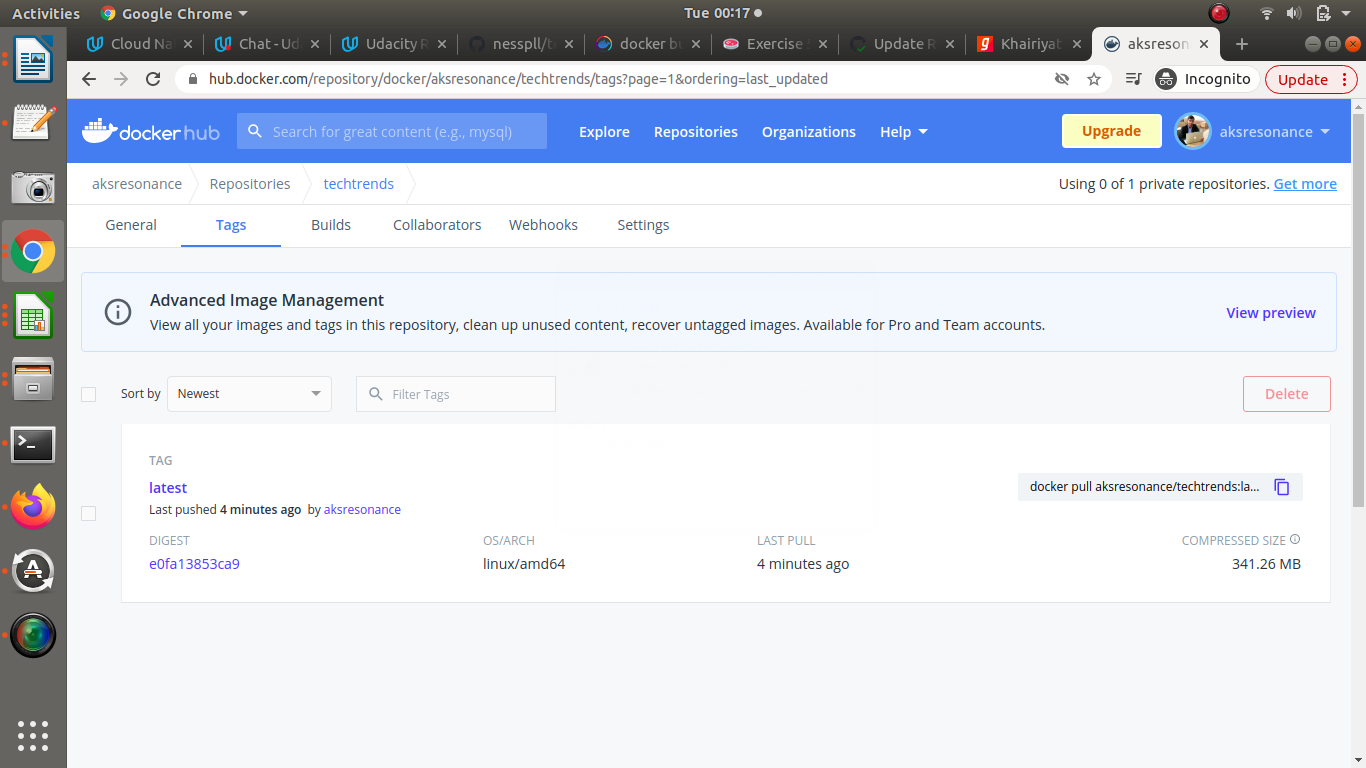 Activities
Google Chrome
Tue 00:17
Cloud Na
Chat - Ud
Udacity R
nesspll/t
docker bu
Exercise S
Update R
Khairiyat
aksreson
hub.docker.com/repository/docker/aksresonance/techtrends/tags?page=1&ordering=last_updated
Incognito
Update
docker hub
Search for great content (e.g., mysql)
Explore
Repositories
Organizations
Help
Upgrade
aksresonance
aksresonance
Repositories
techtrends
Using 0 of 1 private repositories. Get more
General
Tags
Builds
Collaborators
Webhooks
Settings
Advanced Image Management
View all your images and tags in this repository, clean up unused content, recover untagged images. Available for Pro and Team accounts.
View preview
Sort by
Newest
Filter Tags
Delete
TAG
latest
docker pull aksresonance/techtrends:la...
Last pushed 4 minutes ago by aksresonance
DIGEST
OS/ARCH
LAST PULL
COMPRESSED SIZE
e0fa13853ca9
linux/amd64
4 minutes ago
341.26 MB